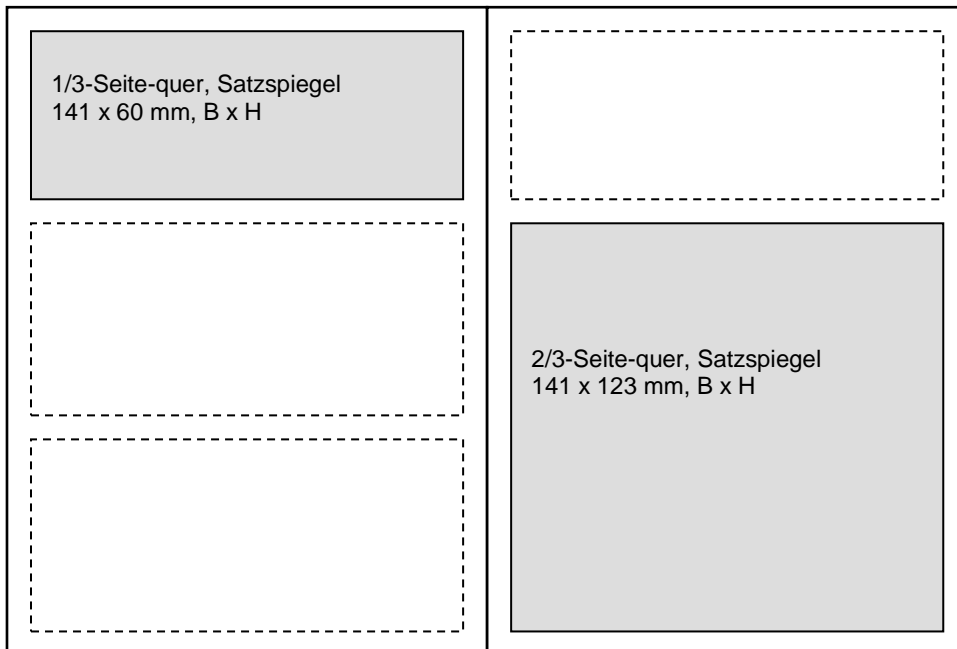 1/3-Seite-quer, Satzspiegel
141 x 60 mm, B x H
2/3-Seite-quer, Satzspiegel
141 x 123 mm, B x H